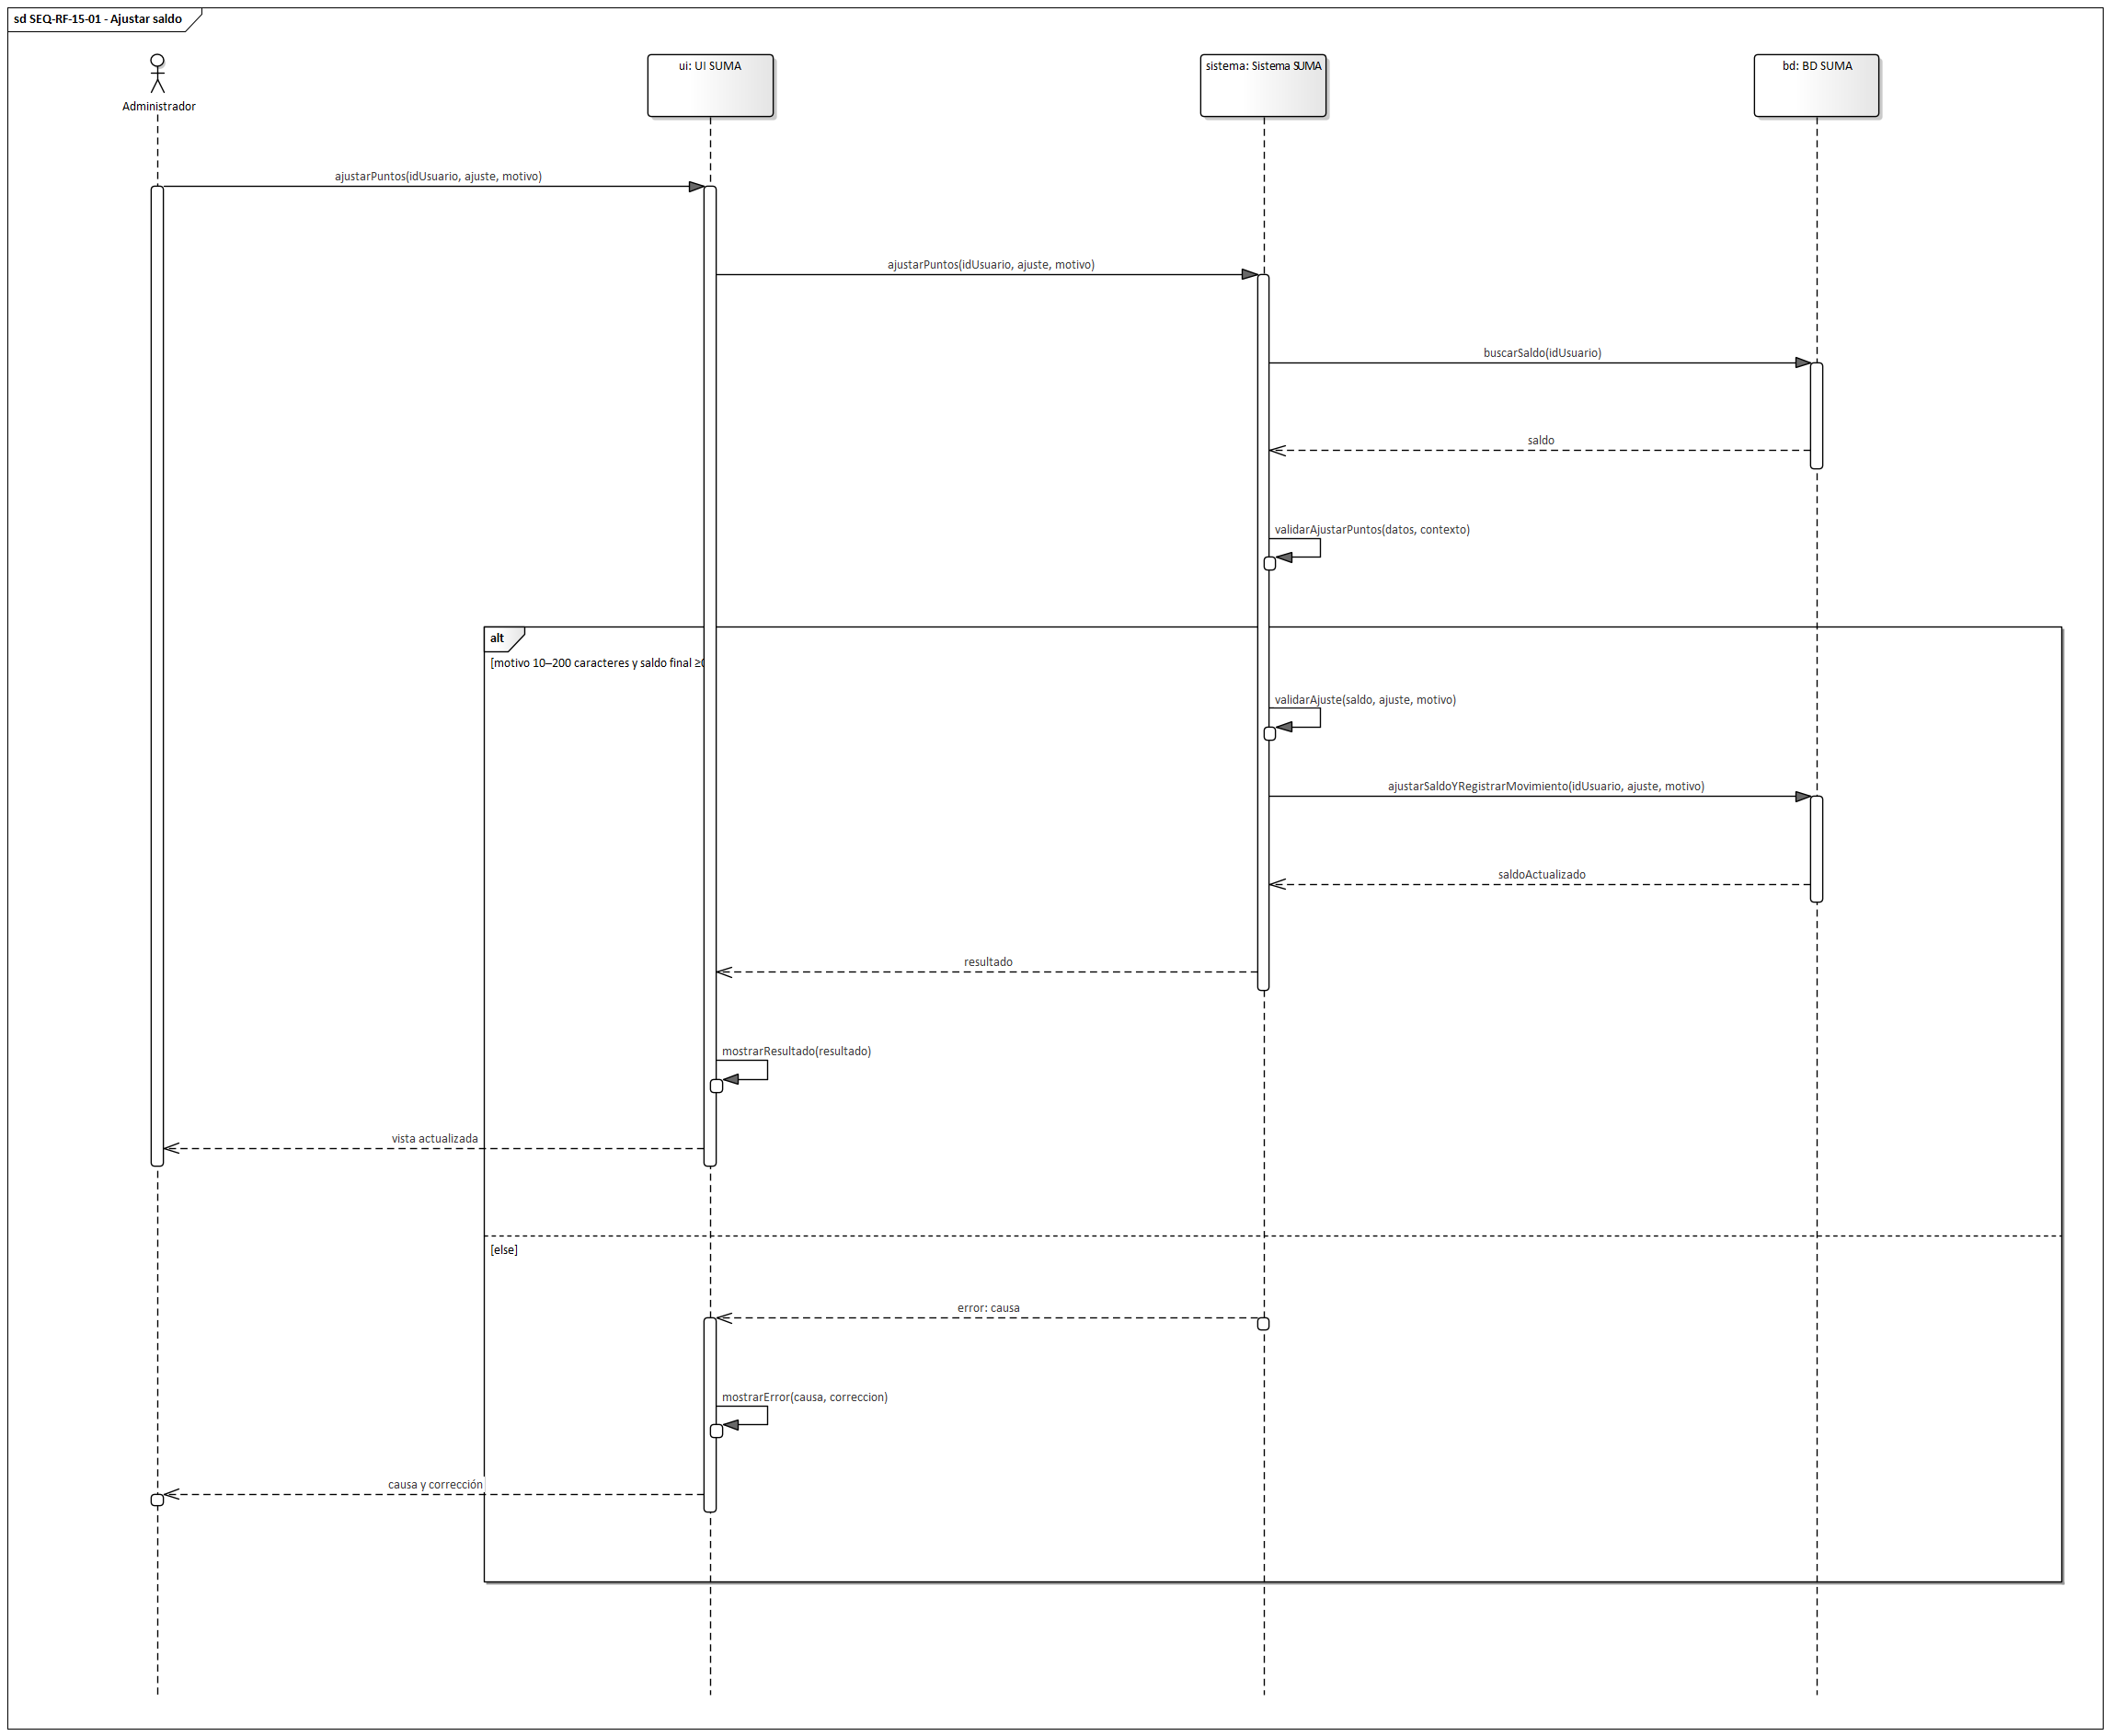 sd SEQ-RF-15-01 - Ajustar saldo
Administrador
ui: UI SUMA
sistema: Sistema SUMA
bd: BD SUMA
ajustarPuntos(idUsuario, ajuste, motivo)
ajustarPuntos(idUsuario, ajuste, motivo)
buscarSaldo(idUsuario)
saldo
validarAjustarPuntos(datos, contexto)
alt
[motivo 10–200 caracteres y saldo final ≥0
validarAjuste(saldo, ajuste, motivo)
ajustarSaldoYRegistrarMovimiento(idUsuario, ajuste, motivo)
saldoActualizado
resultado
mostrarResultado(resultado)
vista actualizada
[else]
error: causa
mostrarError(causa, correccion)
causa y corrección